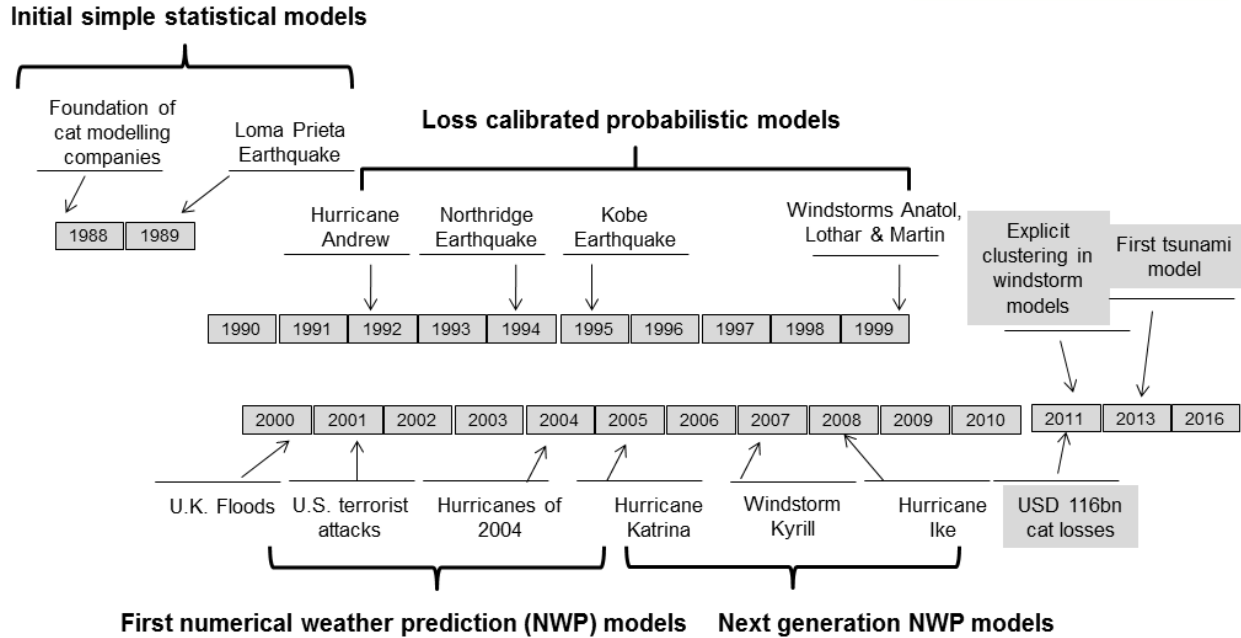 Initial simple statistical models
Foundation of
cat modelling
companies
Loma Prieta
Earthquake
1988
1989
Loss calibrated probabilistic models
Hurricane
Andrew
Northridge
Earthquake
Kobe
Earthquake
Windstorms Anatol,
Lothar & Martin
Explicit
clustering in
windstorm
models
First tsunami
model
1990
1991
1992
1993
1994
1995
1996
1997
1998
1999
2000
2001
2002
2003
2004
2005
2006
2007
2008
2009
2010
2011
2013
2016
U.K. Floods
U.S. terrorist
attacks
Hurricanes of
2004
Hurricane
Katrina
Windstorm
Kyrill
Hurricane
Ike
USD 116bn
cat losses
First numerical weather prediction (NWP) models
Next generation NWP models